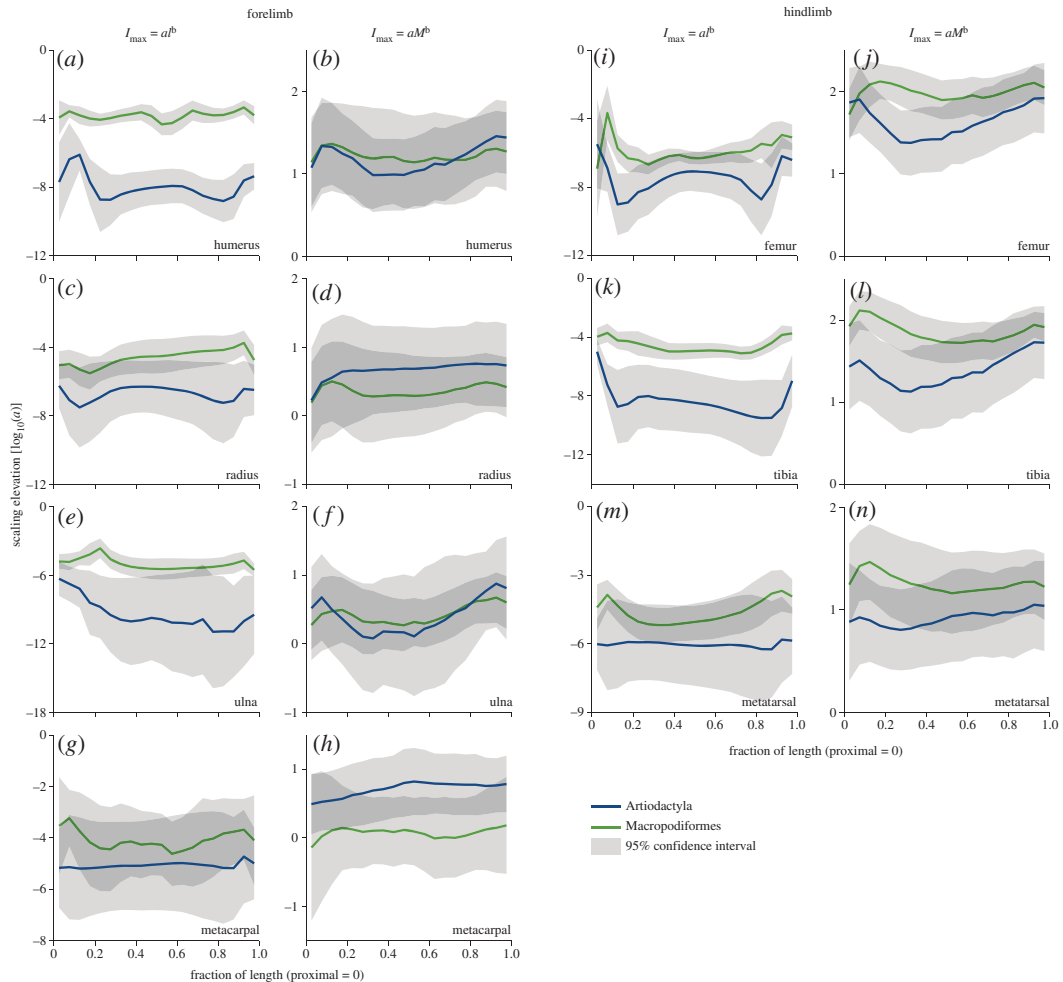 forelimb
hindlimb
I_max = al^b
I_max = aM^b
I_max = al^b
I_max = aM^b
scaling elevation [log10(a)]
(a)
0
–4
–8
–12
humerus
(b)
2
1
0
humerus
(c)
0
–4
–8
–12
radius
(d)
2
1
0
–1
radius
(e)
0
–6
–12
–18
ulna
(f)
2
1
0
–1
ulna
(g)
0
–2
–4
–6
–8
metacarpal
0 0.2 0.4 0.6 0.8 1.0
(h)
1
0
–1
metacarpal
0 0.2 0.4 0.6 0.8 1.0
fraction of length (proximal = 0)
(i)
0
–4
–8
–12
femur
(j)
2
1
0
femur
(k)
0
–4
–8
–12
tibia
(l)
2
1
0
tibia
(m)
0
–3
–6
–9
metatarsal
0 0.2 0.4 0.6 0.8 1.0
(n)
2
1
0
metatarsal
0 0.2 0.4 0.6 0.8 1.0
fraction of length (proximal = 0)
Artiodactyla
Macropodiformes
95% confidence interval